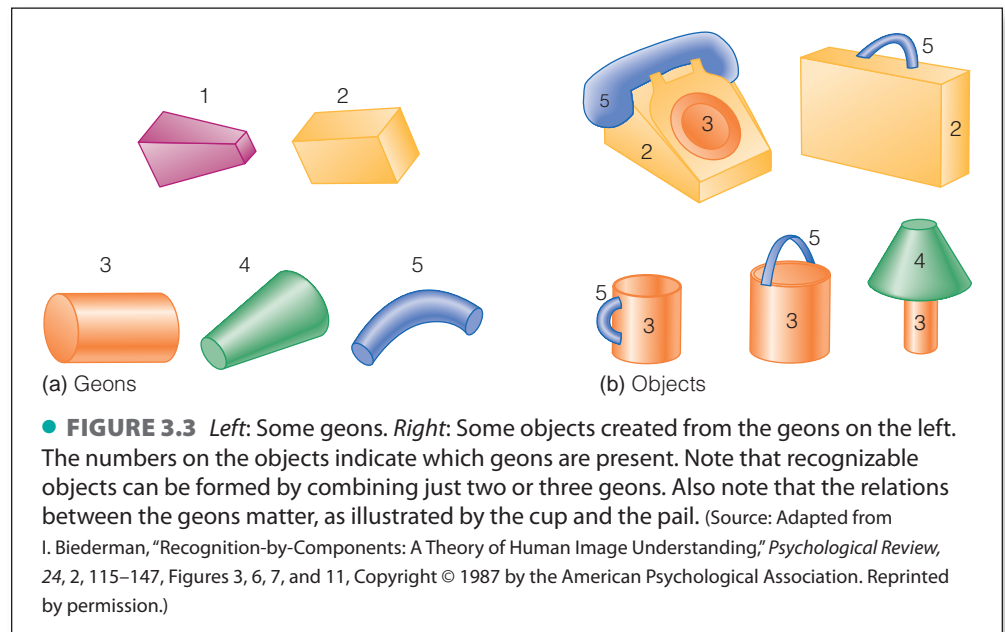 1
2
3
4
5
(a) Geons
5
3
2
5
2
5
3
5
3
4
3
(b) Objects
● FIGURE 3.3 Left: Some geons. Right: Some objects created from the geons on the left.
The numbers on the objects indicate which geons are present. Note that recognizable
objects can be formed by combining just two or three geons. Also note that the relations
between the geons matter, as illustrated by the cup and the pail. (Source: Adapted from
I. Biederman, “Recognition-by-Components: A Theory of Human Image Understanding,” Psychological Review,
24, 2, 115–147, Figures 3, 6, 7, and 11, Copyright © 1987 by the American Psychological Association. Reprinted
by permission.)